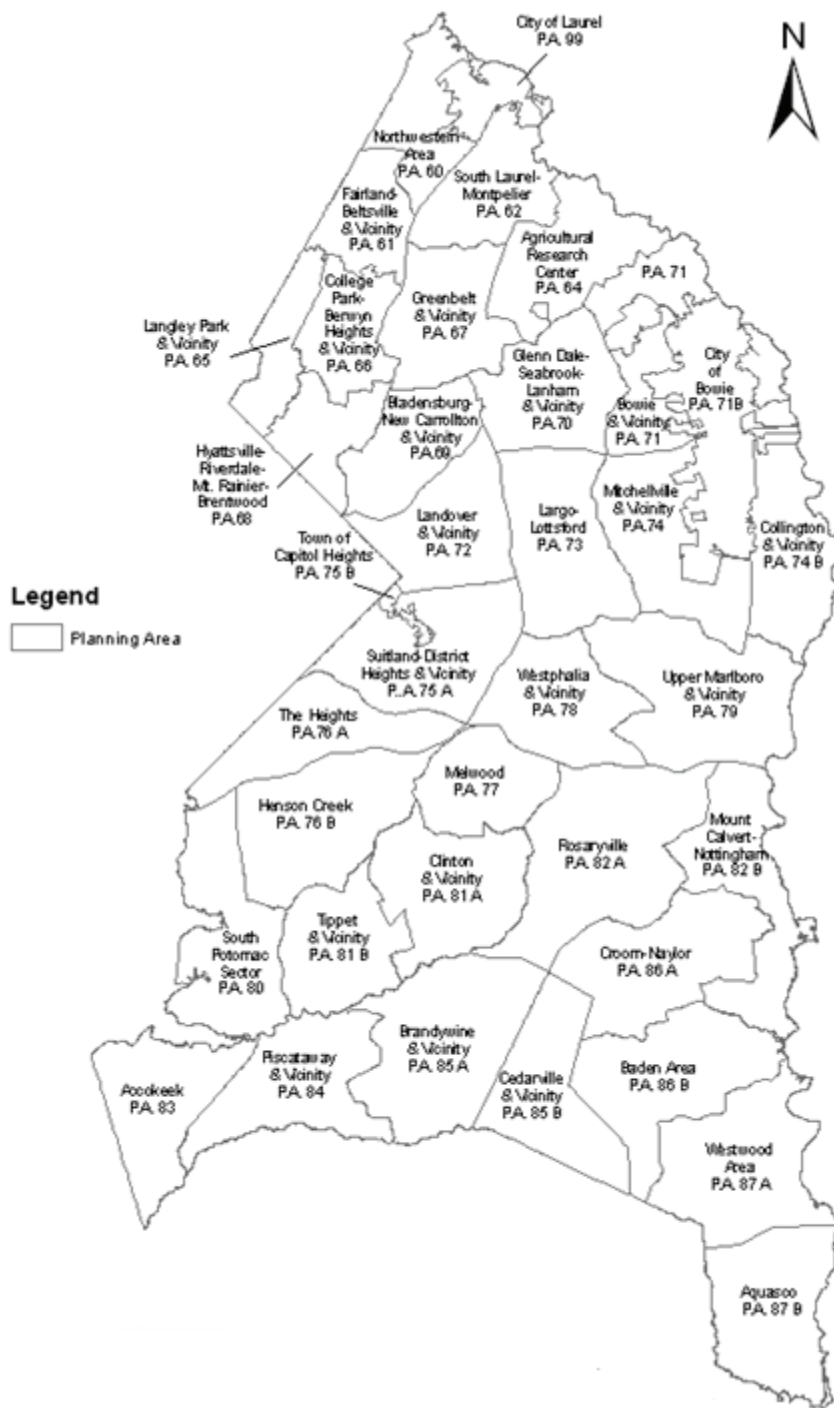 City of Laurel
P.A. 99
N
Northwestern
Area
P.A. 60
South Laurel-
Montpelier
P.A. 62
Fairland-
Beltsville
& Vicinity
P.A. 61
Agricultural
Research
Center
P.A. 64
P.A. 71
College
Park-
Berwyn
Heights
& Vicinity
P.A. 66
Greenbelt
& Vicinity
P.A. 67
Langley Park
& Vicinity
P.A. 65
Glenn Dale-
Seabrook-
Lanham
& Vicinity
P.A. 70
City
of
Bowie
P.A. 71B
Bladensburg-
New Carrollton
& Vicinity
P.A. 69
Bowie
& Vicinity
P.A. 71
Hyattsville-
Riverdale-
Mt. Rainier-
Brentwood
P.A. 68
Landover
& Vicinity
P.A. 72
Largo-
Lottsford
P.A. 73
Mitchellville
& Vicinity
P.A. 74
Collington
& Vicinity
P.A. 74 B
Town of
Capitol Heights
P.A. 75 B
Legend
Planning Area
Suitland-District
Heights & Vicinity
P..A. 75 A
Westphalia
& Vicinity
P.A. 78
Upper Marlboro
& Vicinity
P.A. 79
The Heights
P.A. 76 A
Melwood
P.A. 77
Henson Creek
P.A. 76 B
Rosaryville
P.A. 82 A
Mount
Calvert-
Nottingham
P.A. 82 B
Clinton
& Vicinity
P.A. 81 A
Tippet
& Vicinity
P.A. 81 B
South
Potomac
Sector
P.A. 80
Croom-Naylor
P.A. 86 A
Brandywine
& Vicinity
P.A. 85 A
Piscataway
& Vicinity
P.A. 84
Accokeek
P.A. 83
Cedarville
& Vicinity
P.A. 85 B
Baden Area
P.A. 86 B
Westwood
Area
P.A. 87 A
Aquasco
P.A. 87 B